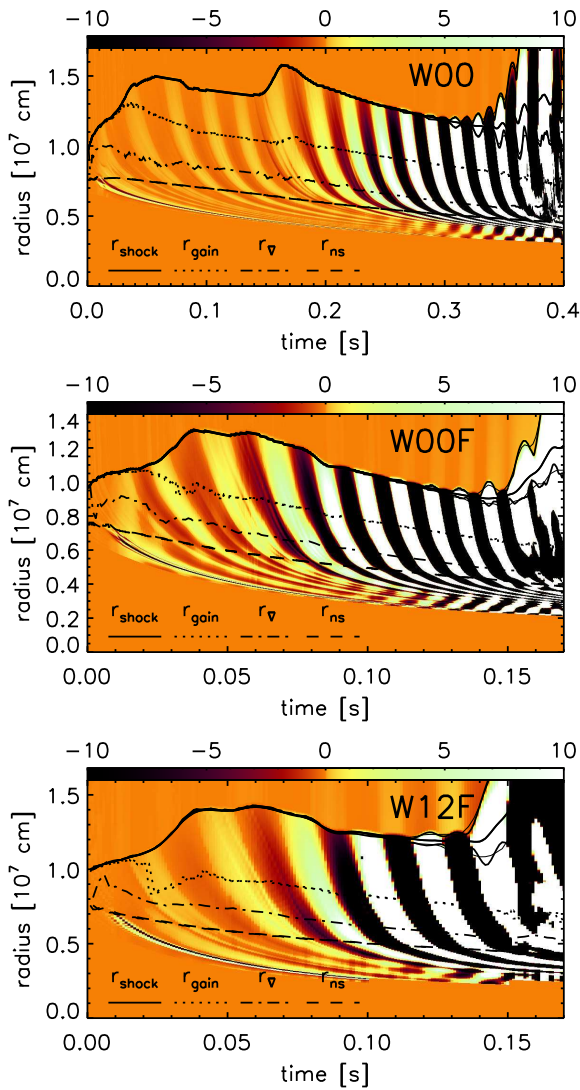 -10 -5 0 5 10
W00
1.5
1.0
0.5
0.0
radius [10⁷ cm]
r_shock r_gain r_∇ r_ns
0.0 0.1 0.2 0.3 0.4
time [s]
-10 -5 0 5 10
W00F
1.4
1.2
1.0
0.8
0.6
0.4
0.2
0.0
radius [10⁷ cm]
r_shock r_gain r_∇ r_ns
0.00 0.05 0.10 0.15
time [s]
-10 -5 0 5 10
W12F
1.5
1.0
0.5
0.0
radius [10⁷ cm]
r_shock r_gain r_∇ r_ns
0.00 0.05 0.10 0.15
time [s]